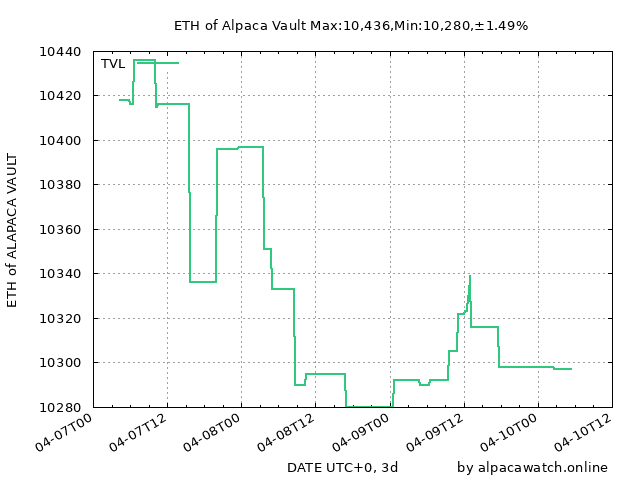 ETH of Alpaca Vault Max:10,436,Min:10,280,±1.49%
10440
TVL
10420
10400
10380
10360
10340
10320
10300
10280
ETH of ALAPACA VAULT
04-07T00
04-07T12
04-08T00
04-08T12
04-09T00
04-09T12
04-10T00
04-10T12
DATE UTC+0, 3d
by alpacawatch.online